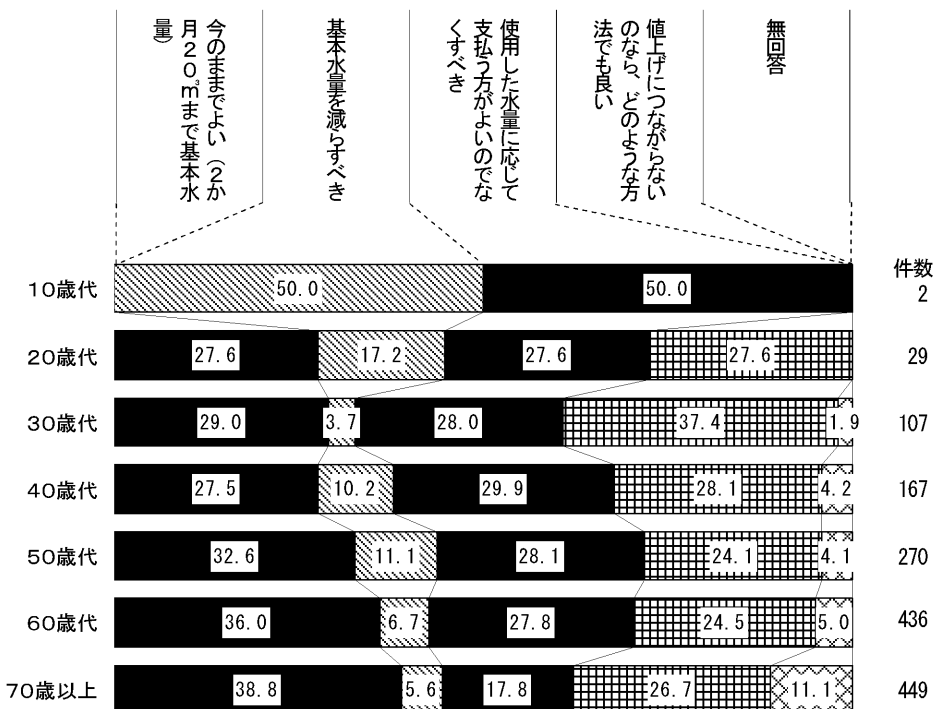 今のままでよい（2か
月２０㎥まで基本水
量）
基本水量を減らすべき
使用した水量に応じて
支払う方がよいのでな
くすべき
値上げにつながらない
のなら、どのような方
法でも良い
無回答
件数
10歳代 50.0 50.0 2
20歳代 27.6 17.2 27.6 27.6 29
30歳代 29.0 3.7 28.0 37.4 1.9 107
40歳代 27.5 10.2 29.9 28.1 4.2 167
50歳代 32.6 11.1 28.1 24.1 4.1 270
60歳代 36.0 6.7 27.8 24.5 5.0 436
70歳以上 38.8 5.6 17.8 26.7 11.1 449